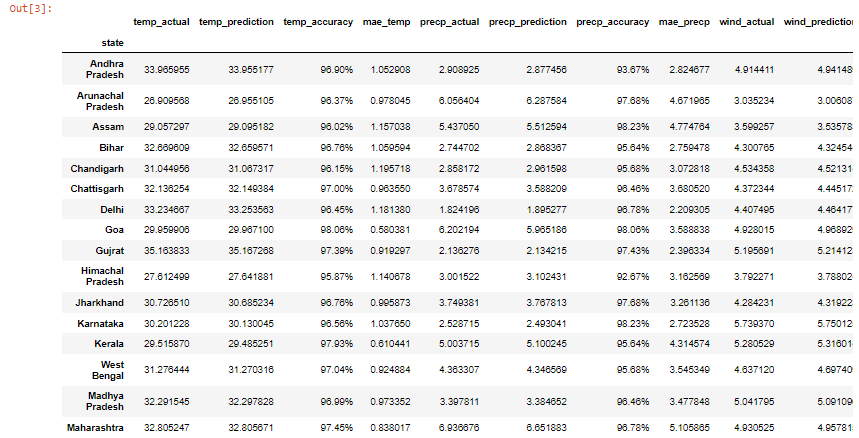 Out[3]:
temp_actual temp_prediction temp_accuracy mae_temp precp_actual precp_prediction precp_accuracy mae_precp wind_actual wind_prediction
state
Andhra Pradesh 33.965955 33.955177 96.90% 1.052908 2.908925 2.877456 93.67% 2.824677 4.914411 4.941489
Arunachal Pradesh 26.909568 26.955105 96.37% 0.978045 6.056404 6.287584 97.68% 4.671965 3.035234 3.006087
Assam 29.057297 29.095182 96.02% 1.157038 5.437050 5.512594 98.23% 4.774764 3.599257 3.535783
Bihar 32.669609 32.659571 96.76% 1.059594 2.744702 2.868367 95.64% 2.759478 4.300765 4.32454
Chandigarh 31.044956 31.067317 96.15% 1.195718 2.858172 2.961598 95.68% 3.072818 4.534358 4.521313
Chattisgarh 32.136254 32.149384 97.00% 0.963550 3.678574 3.588209 96.46% 3.680520 4.372344 4.44517
Delhi 33.234667 33.253563 96.45% 1.181380 1.824196 1.895277 96.78% 2.209305 4.407495 4.46417
Goa 29.959906 29.967100 98.06% 0.580381 6.202194 5.965186 98.06% 3.588838 4.928015 4.96892
Gujrat 35.163833 35.167268 97.39% 0.919297 2.136276 2.134215 97.43% 2.396334 5.195691 5.214123
Himachal Pradesh 27.612499 27.641881 95.87% 1.140678 3.001522 3.102431 92.67% 3.162569 3.792271 3.78802
Jharkhand 30.726510 30.685234 96.76% 0.995873 3.749381 3.767813 97.68% 3.261136 4.284231 4.319222
Karnataka 30.201228 30.130045 96.56% 1.037650 2.528715 2.493041 98.23% 2.723528 5.739370 5.75012
Kerala 29.515870 29.485251 97.93% 0.610441 5.003715 5.100245 95.64% 4.314574 5.280529 5.31601
West Bengal 31.276444 31.270316 97.04% 0.924884 4.363307 4.346569 95.68% 3.545349 4.637120 4.69740
Madhya Pradesh 32.291545 32.297828 96.99% 0.973352 3.397811 3.384652 96.46% 3.477848 5.041795 5.09109
Maharashtra 32.805247 32.805671 97.45% 0.838017 6.936676 6.651883 96.78% 5.105865 4.930525 4.95781